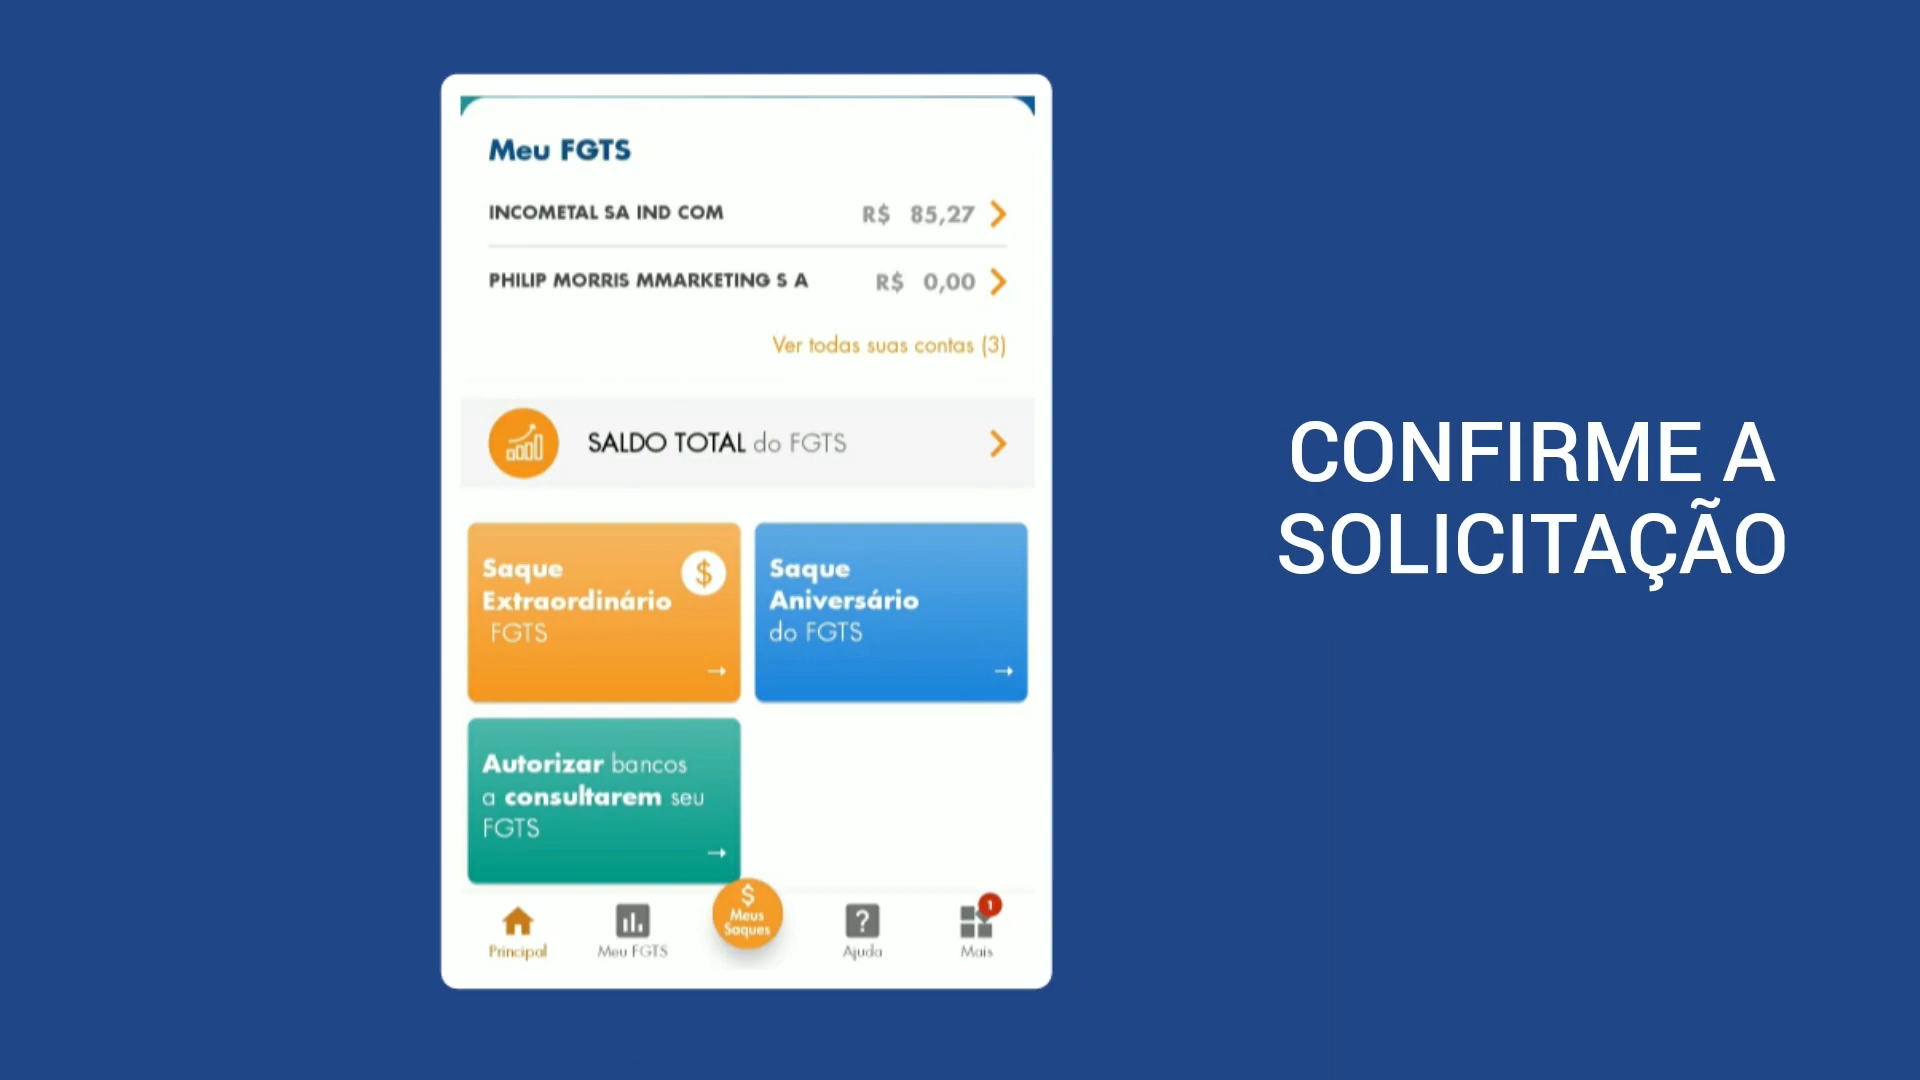 Meu FGTS
INCOMETAL SA IND COM R$ 85,27
PHILIP MORRIS MMARKETING S A R$ 0,00
Ver todas suas contas (3)
SALDO TOTAL do FGTS
Saque
Extraordinário
FGTS
$
Saque
Aniversário
do FGTS
Autorizar bancos
a consultarem seu
FGTS
Principal
Meu FGTS
$
Meus
Saques
?
Ajuda
1
Mais
CONFIRME A
SOLICITAÇÃO